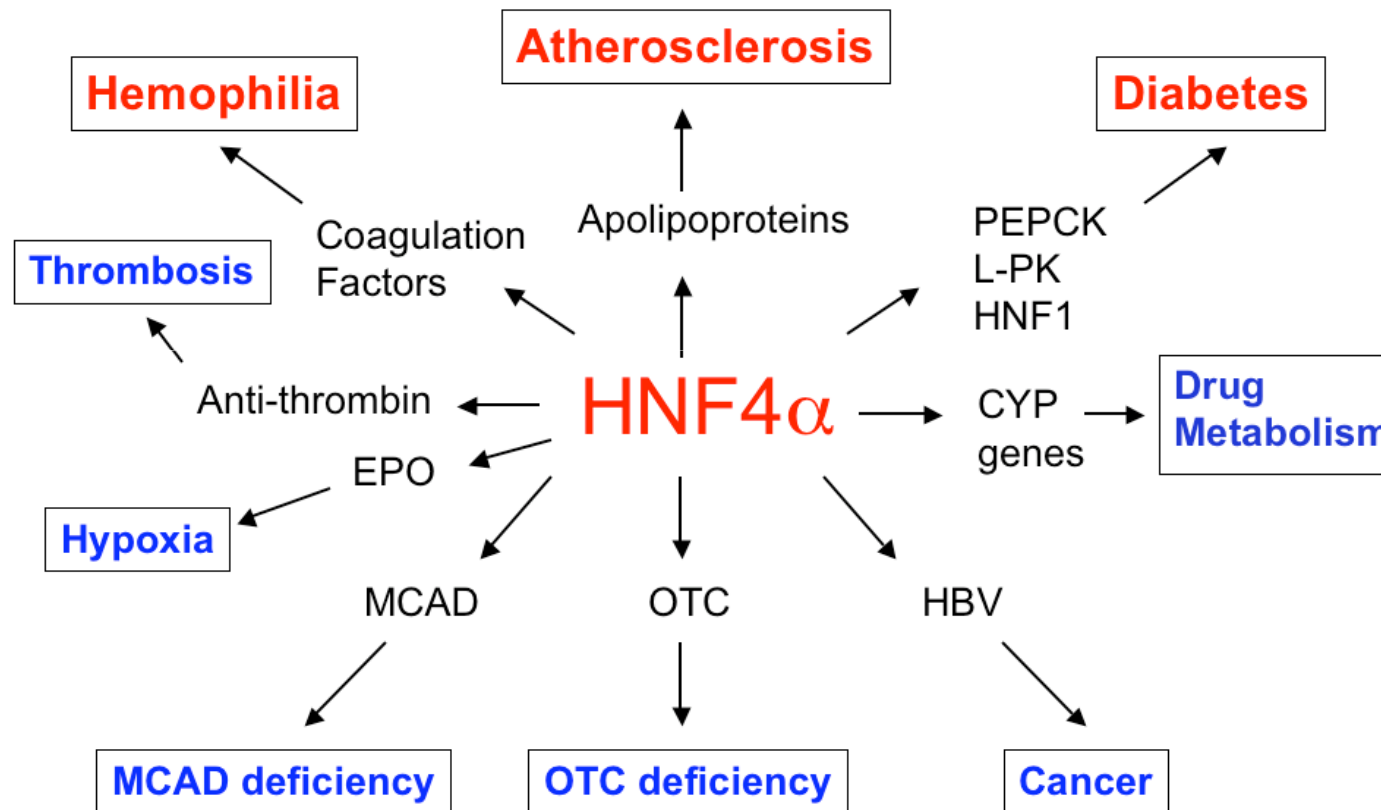 Atherosclerosis
Hemophilia
Diabetes
Apolipoproteins
Coagulation
Factors
PEPCK
L-PK
HNF1
Thrombosis
Anti-thrombin
HNF4α
CYP
genes
Drug
Metabolism
EPO
Hypoxia
MCAD
OTC
HBV
MCAD deficiency
OTC deficiency
Cancer